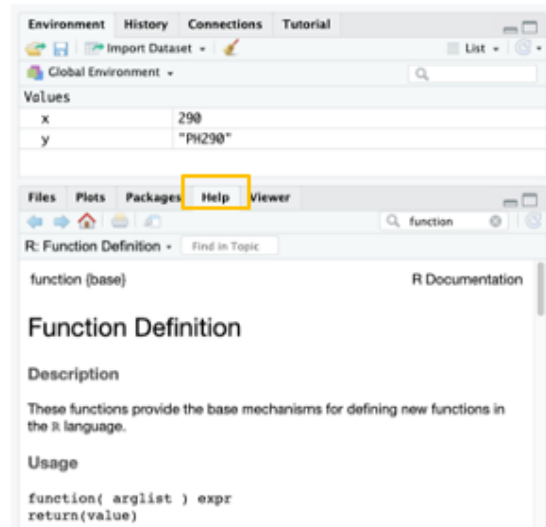 Environment History Connections Tutorial
Import Dataset List
Global Environment
Values
x 290
y "PH290"
Files Plots Packages Help Viewer
function
R: Function Definition Find in Topic
function {base} R Documentation
Function Definition
Description
These functions provide the base mechanisms for defining new functions in
the R language.
Usage
function( arglist ) expr
return(value)